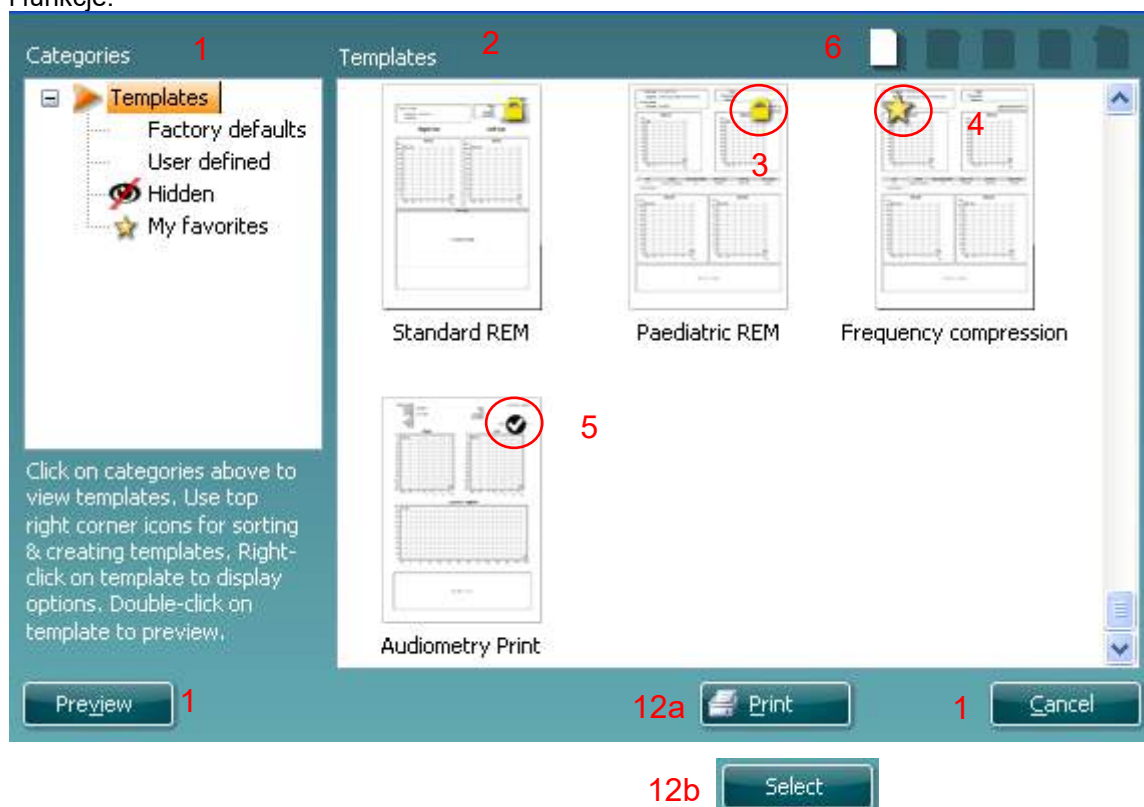 Categories 1
Templates 2
6
Templates
Factory defaults
User defined
Hidden
My favorites
3
4
Standard REM
Paediatric REM
Frequency compression
5
Audiometry Print
Click on categories above to
view templates. Use top
right corner icons for sorting
& creating templates. Right-
click on template to display
options. Double-click on
template to preview.
Preview 1
12a Print
1 Cancel
12b Select